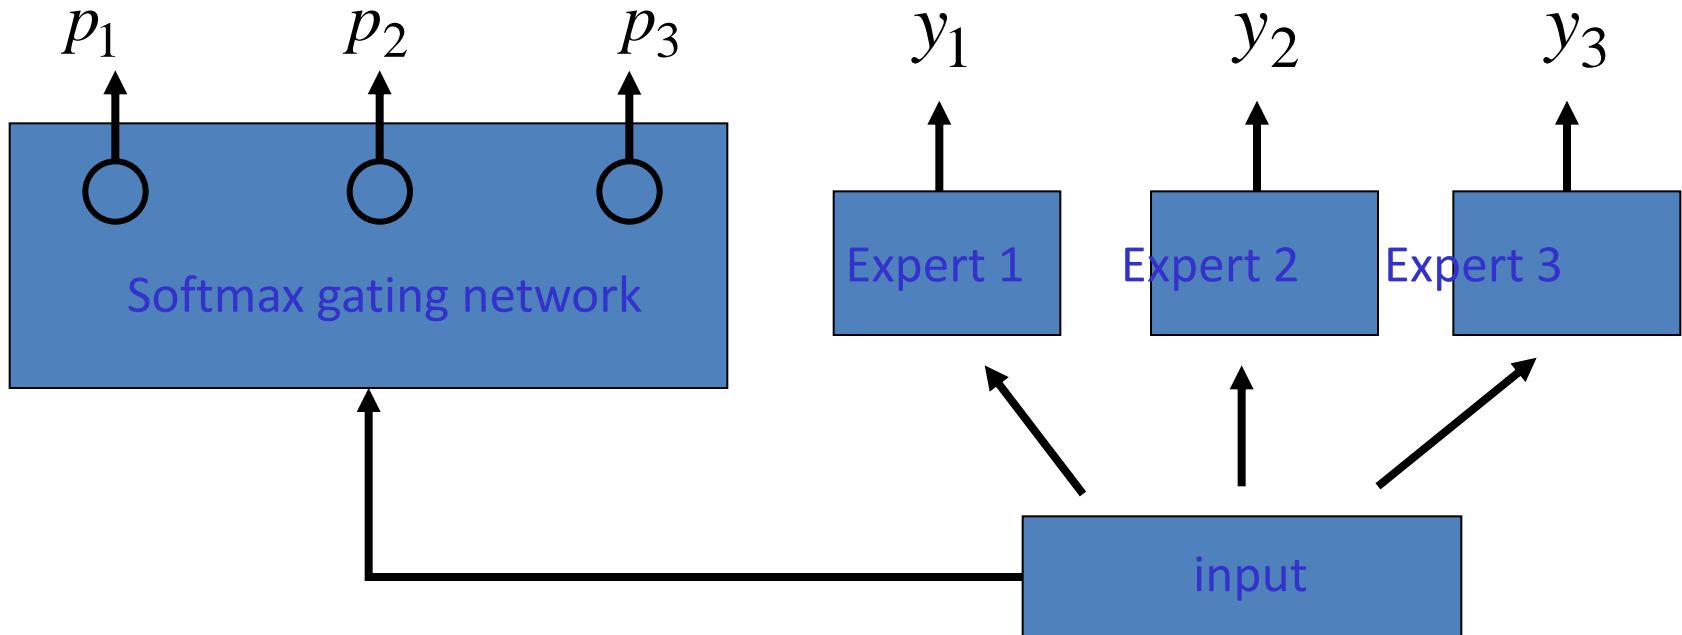 p1 p2 p3 y1 y2 y3
Expert 1 Expert 2 Expert 3
Softmax gating network
input